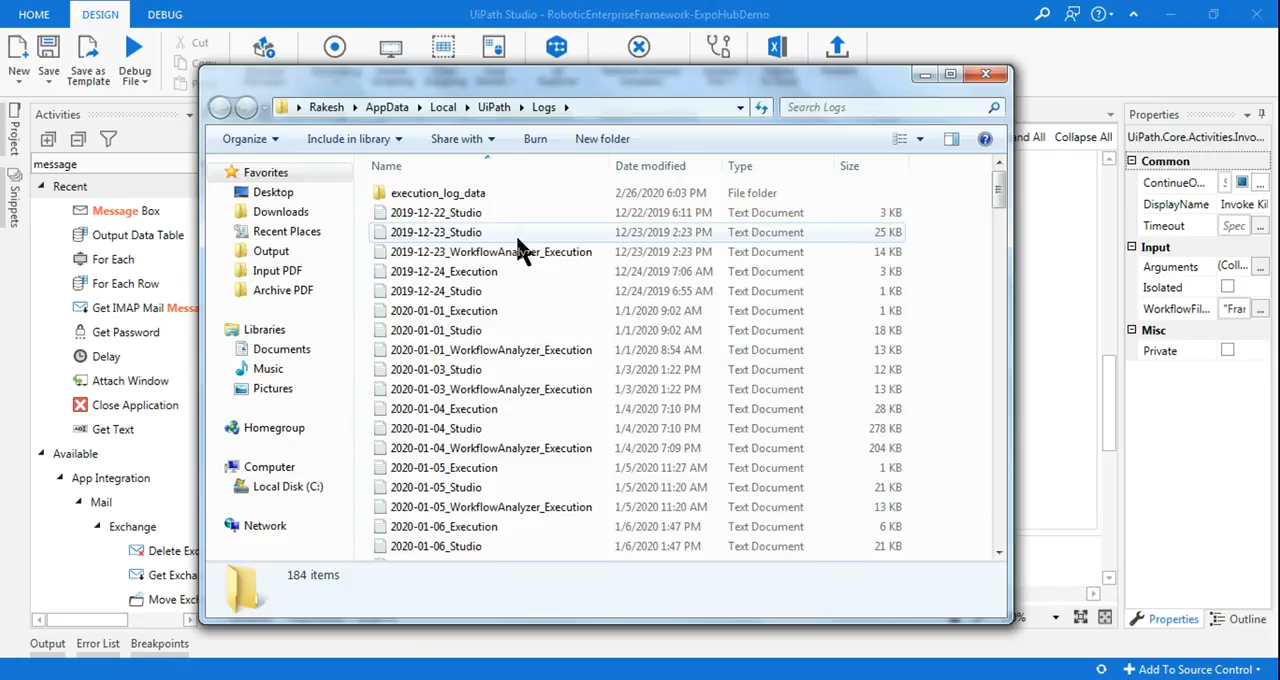 HOME DESIGN DEBUG UiPath Studio - RoboticEnterpriseFramework-ExpoHubDemo
New Save Save as Template Debug File Cut
Rakesh AppData Local UiPath Logs Search Logs
Organize Include in library Share with Burn New folder
Name Date modified Type Size
Favorites
Desktop
Downloads
Recent Places
Output
Input PDF
Archive PDF
Libraries
Documents
Music
Pictures
Homegroup
Computer
Local Disk (C:)
Network
execution_log_data 2/26/2020 6:03 PM File folder
2019-12-22_Studio 12/22/2019 6:11 PM Text Document 3 KB
2019-12-23_Studio 12/23/2019 2:23 PM Text Document 25 KB
2019-12-23_WorkflowAnalyzer_Execution 12/23/2019 2:23 PM Text Document 14 KB
2019-12-24_Execution 12/24/2019 7:06 AM Text Document 3 KB
2019-12-24_Studio 12/24/2019 6:55 AM Text Document 1 KB
2020-01-01_Execution 1/1/2020 9:02 AM Text Document 1 KB
2020-01-01_Studio 1/1/2020 9:02 AM Text Document 18 KB
2020-01-01_WorkflowAnalyzer_Execution 1/1/2020 8:54 AM Text Document 13 KB
2020-01-03_Studio 1/3/2020 1:22 PM Text Document 12 KB
2020-01-03_WorkflowAnalyzer_Execution 1/3/2020 1:22 PM Text Document 13 KB
2020-01-04_Execution 1/4/2020 7:10 PM Text Document 28 KB
2020-01-04_Studio 1/4/2020 7:10 PM Text Document 278 KB
2020-01-04_WorkflowAnalyzer_Execution 1/4/2020 7:09 PM Text Document 204 KB
2020-01-05_Execution 1/5/2020 11:27 AM Text Document 1 KB
2020-01-05_Studio 1/5/2020 11:20 AM Text Document 21 KB
2020-01-05_WorkflowAnalyzer_Execution 1/5/2020 11:20 AM Text Document 13 KB
2020-01-06_Execution 1/6/2020 1:47 PM Text Document 6 KB
2020-01-06_Studio 1/6/2020 1:47 PM Text Document 21 KB
184 items
Project
Snippets
Activities
message
Recent
Message Box
Output Data Table
For Each
For Each Row
Get IMAP Mail Messa
Get Password
Delay
Attach Window
Close Application
Get Text
Available
App Integration
Mail
Exchange
Delete Exc
Get Excha
Move Exc
and All Collapse All
Properties
UiPath.Core.Activities.Invo...
Common
ContinueO... ...
DisplayName Invoke Kil
Timeout Spec ...
Input
Arguments (Coll... ...
Isolated
WorkflowFil... "Frar ...
Misc
Private
Properties Outline
Output Error List Breakpoints
Add To Source Control